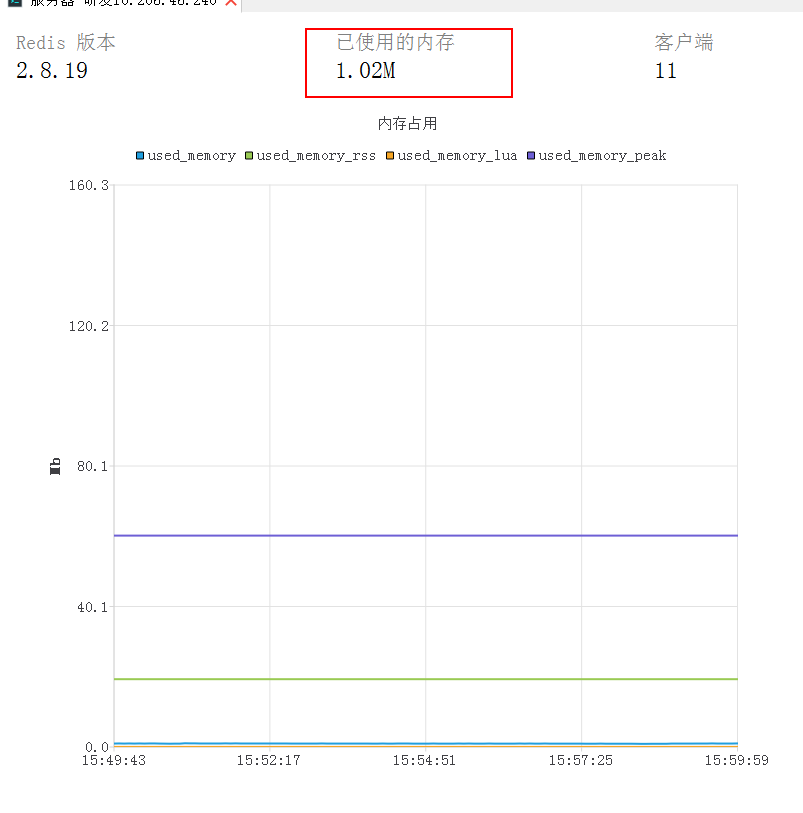 服务器 研发10.206.46.240
Redis 版本 已使用的内存 客户端
2.8.19 1.02M 11
内存占用
used_memory used_memory_rss used_memory_lua used_memory_peak
160.3
120.2
Mb
80.1
40.1
0.0
15:49:43 15:52:17 15:54:51 15:57:25 15:59:59